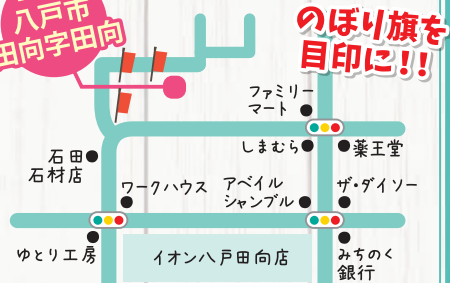 八戸市
田向字田向
のぼり旗を
目印に!!
ファミリー
マート
しまむら
薬王堂
石田
石材店
ワークハウス
アベイル
シャンブル
ザ・ダイソー
ゆとり工房
イオン八戸田向店
みちのく
銀行